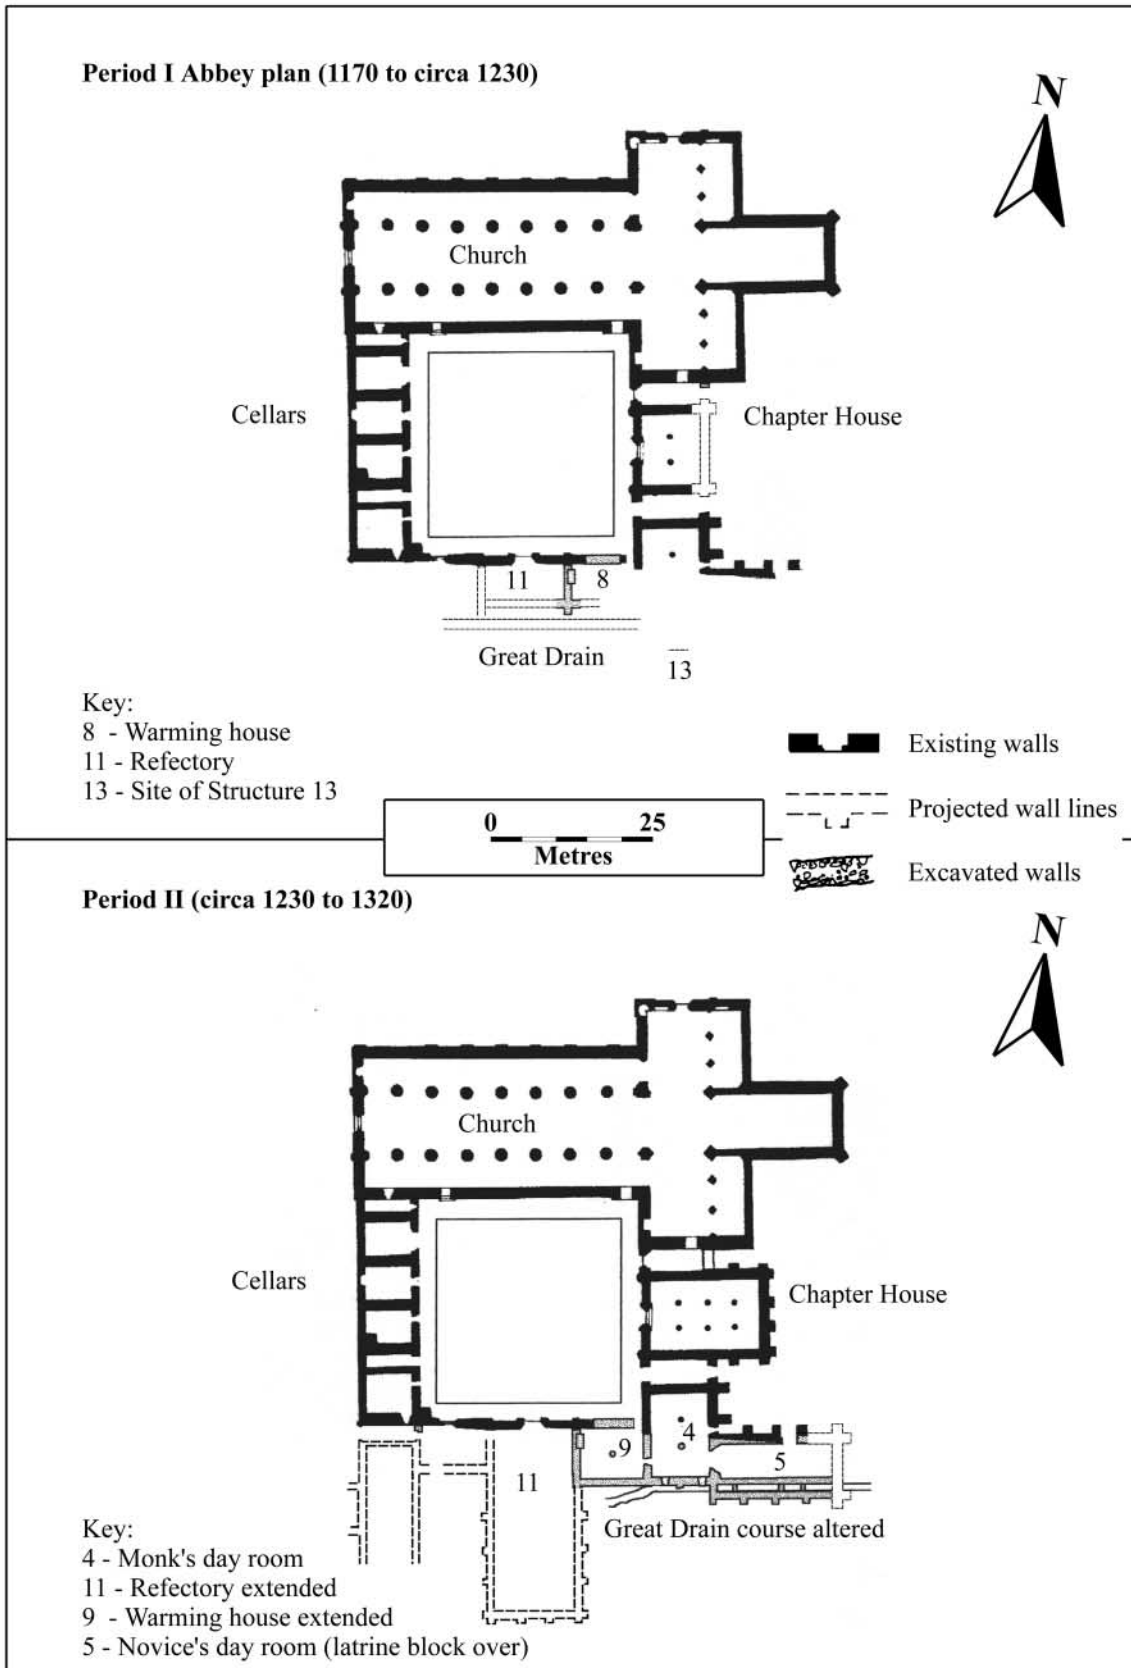 Period I Abbey plan (1170 to circa 1230)
N
Church
Cellars
Chapter House
11
8
Great Drain
13
Key:
8 - Warming house
11 - Refectory
13 - Site of Structure 13
Existing walls
Projected wall lines
Excavated walls
0 25
Metres
Period II (circa 1230 to 1320)
N
Church
Cellars
Chapter House
4
9
5
11
Great Drain course altered
Key:
4 - Monk's day room
11 - Refectory extended
9 - Warming house extended
5 - Novice's day room (latrine block over)